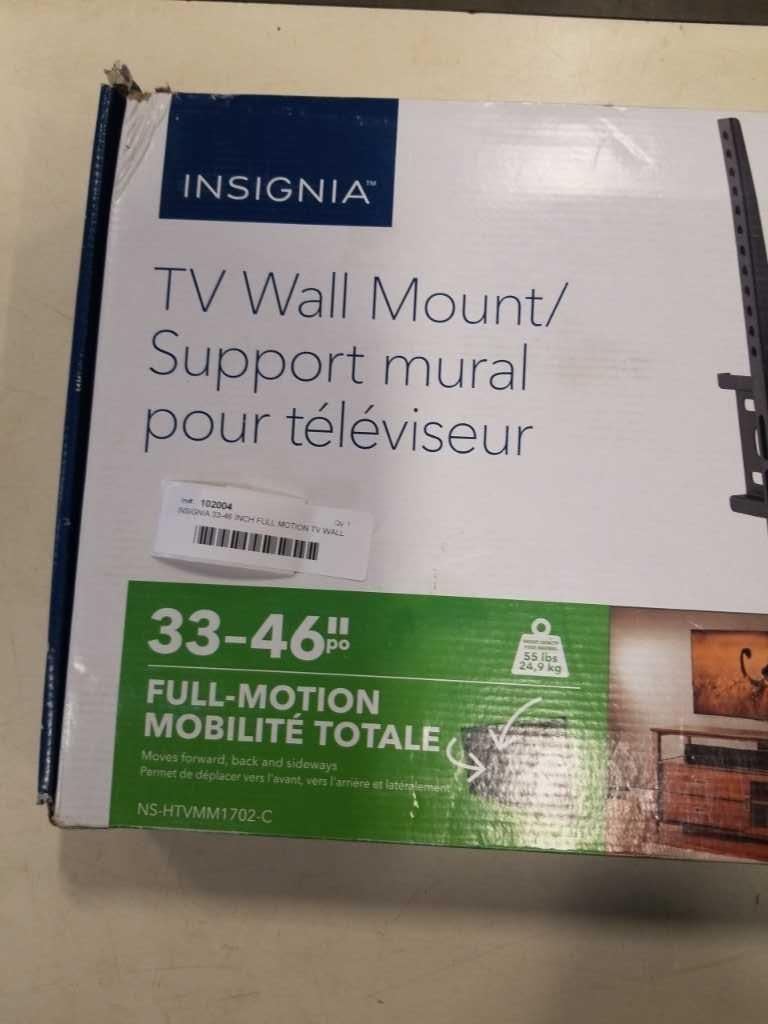 INSIGNIA™
TV Wall Mount/
Support mural
pour téléviseur
102004
Qy: 1
INSIGNIA 33-46 INCH FULL MOTION TV WALL
33-46" po
55 lbs
24,9 kg
FULL-MOTION
MOBILITÉ TOTALE
Moves forward, back and sideways
Permet de déplacer vers l'avant, vers l'arrière et latéralement
NS-HTVMM1702-C